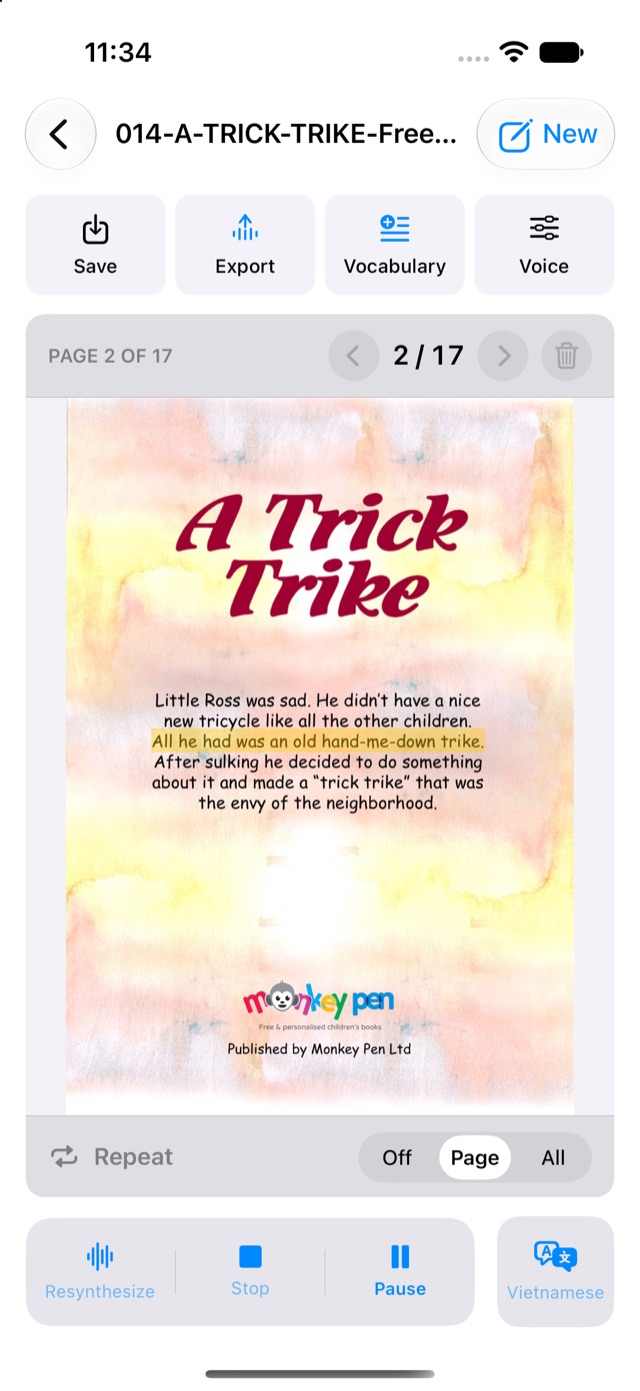 11:34
014-A-TRICK-TRIKE-Free...
New
Save
Export
Vocabulary
Voice
PAGE 2 OF 17
2 / 17
A Trick
Trike
Little Ross was sad. He didn't have a nice
new tricycle like all the other children.
All he had was an old hand-me-down trike.
After sulking he decided to do something
about it and made a “trick trike” that was
the envy of the neighborhood.
monkey pen
Free & personalised children's books
Published by Monkey Pen Ltd
Repeat
Off
Page
All
Resynthesize
Stop
Pause
A 文
Vietnamese